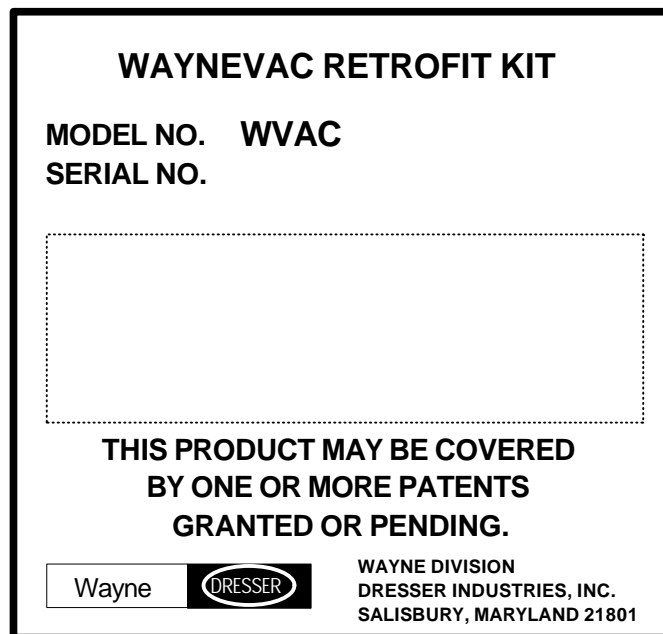 WAYNEVAC RETROFIT KIT
MODEL NO. WVAC
SERIAL NO.
THIS PRODUCT MAY BE COVERED
BY ONE OR MORE PATENTS
GRANTED OR PENDING.
Wayne DRESSER
WAYNE DIVISION
DRESSER INDUSTRIES, INC.
SALISBURY, MARYLAND 21801